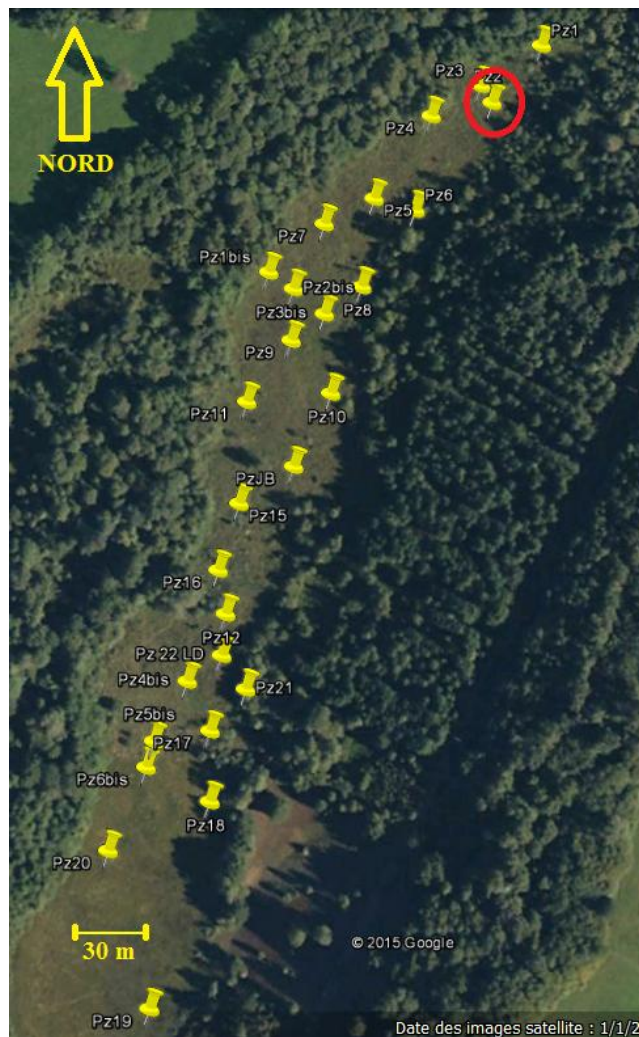 Pz1
Pz3
Pz2
NORD
Pz4
Pz6
Pz5
Pz7
Pz1bis
Pz2bis
Pz3bis
Pz8
Pz9
Pz11
Pz10
PzJB
Pz15
Pz16
Pz12
Pz 22 LD
Pz4bis
Pz21
Pz5bis
Pz17
Pz6bis
Pz18
Pz20
30 m
© 2015 Google
Pz19
Date des images satellite : 1/1/2